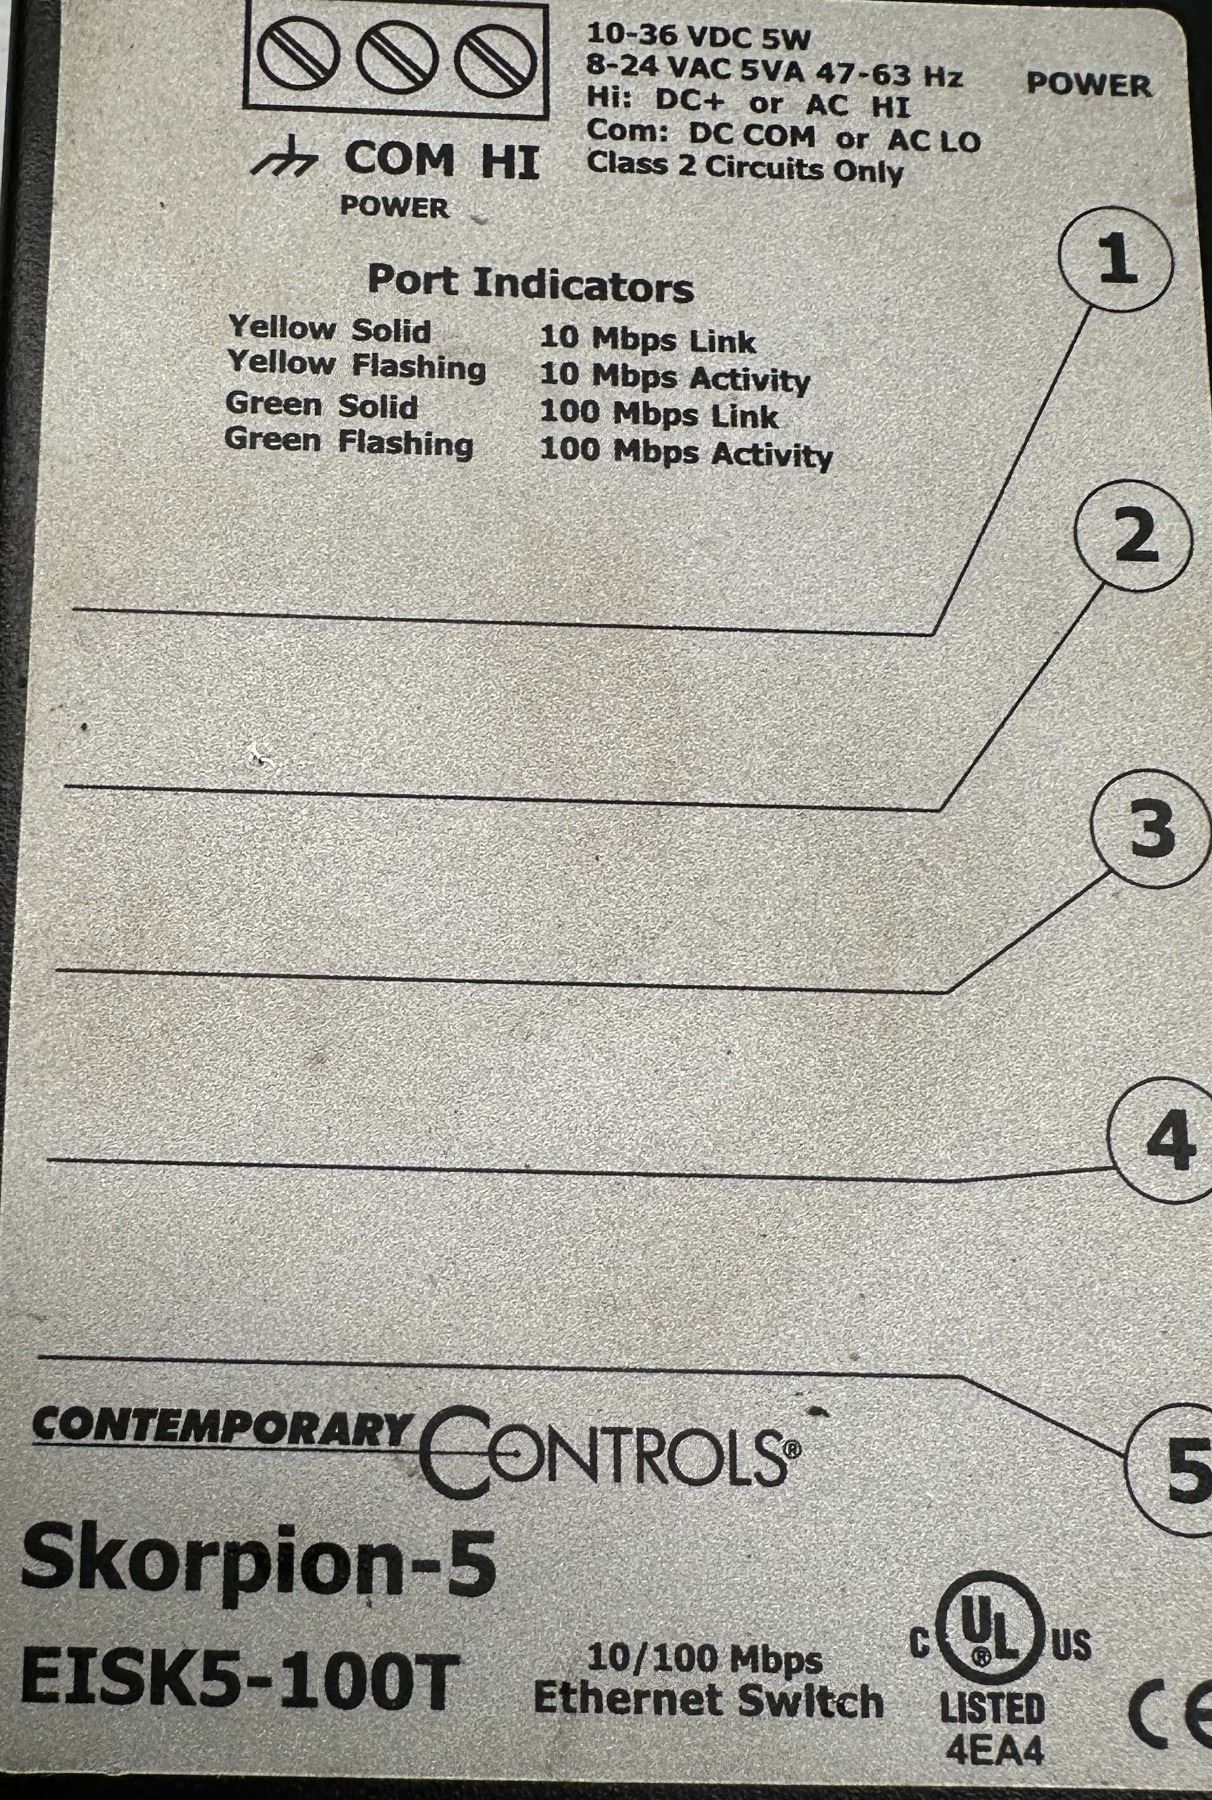 10-36 VDC 5W
8-24 VAC 5VA 47-63 Hz
POWER
Hi: DC+ or AC HI
Com: DC COM or AC LO
Class 2 Circuits Only
COM HI
POWER
Port Indicators
Yellow Solid 10 Mbps Link
Yellow Flashing 10 Mbps Activity
Green Solid 100 Mbps Link
Green Flashing 100 Mbps Activity
1
2
3
4
5
CONTEMPORARY CONTROLS®
Skorpion-5
EISK5-100T
10/100 Mbps
Ethernet Switch
C UL® US
LISTED
4EA4
CE